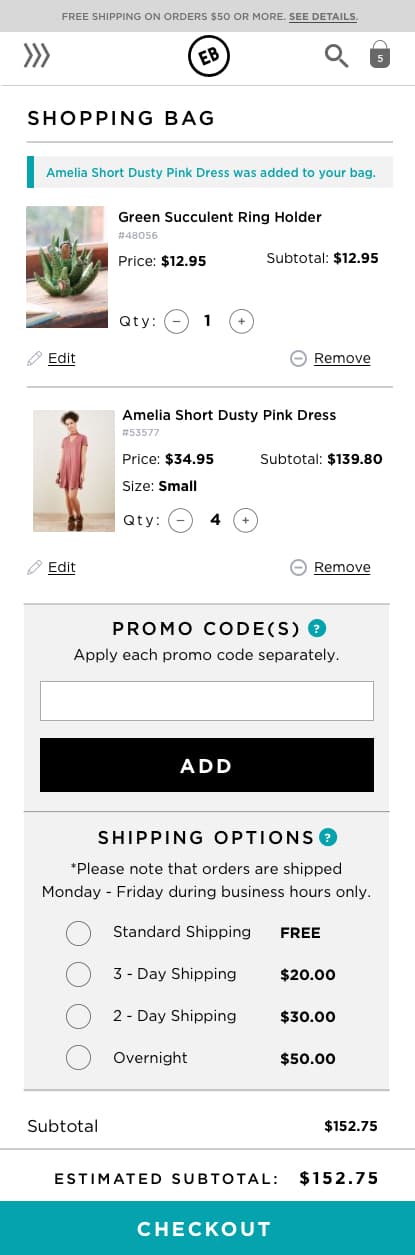 FREE SHIPPING ON ORDERS $50 OR MORE. SEE DETAILS.
EB
5
SHOPPING BAG
Amelia Short Dusty Pink Dress was added to your bag.
Green Succulent Ring Holder
#48056
Price: $12.95 Subtotal: $12.95
Qty: − 1 +
Edit Remove
Amelia Short Dusty Pink Dress
#53577
Price: $34.95 Subtotal: $139.80
Size: Small
Qty: − 4 +
Edit Remove
PROMO CODE(S) ?
Apply each promo code separately.
ADD
SHIPPING OPTIONS ?
*Please note that orders are shipped
Monday - Friday during business hours only.
Standard Shipping FREE
3 - Day Shipping $20.00
2 - Day Shipping $30.00
Overnight $50.00
Subtotal $152.75
ESTIMATED SUBTOTAL: $152.75
CHECKOUT